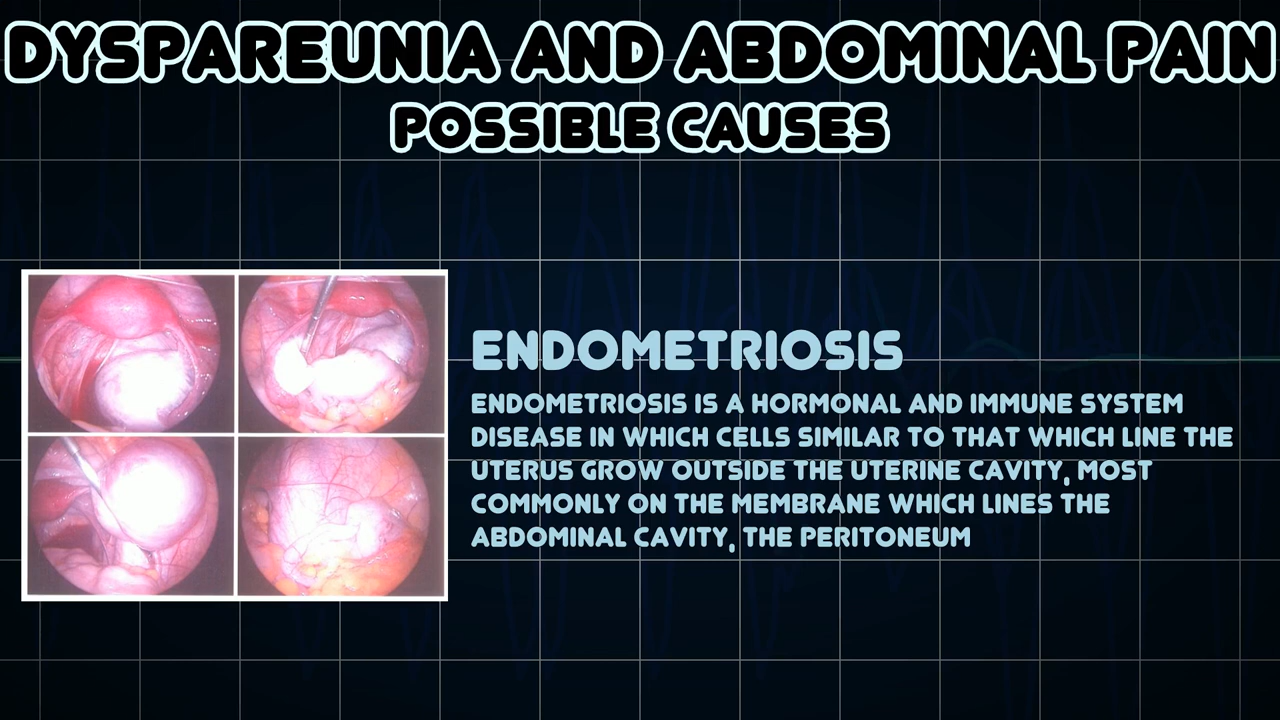 DYSPAREUNIA AND ABDOMINAL PAIN
POSSIBLE CAUSES
ENDOMETRIOSIS
ENDOMETRIOSIS IS A HORMONAL AND IMMUNE SYSTEM
DISEASE IN WHICH CELLS SIMILAR TO THAT WHICH LINE THE
UTERUS GROW OUTSIDE THE UTERINE CAVITY, MOST
COMMONLY ON THE MEMBRANE WHICH LINES THE
ABDOMINAL CAVITY, THE PERITONEUM